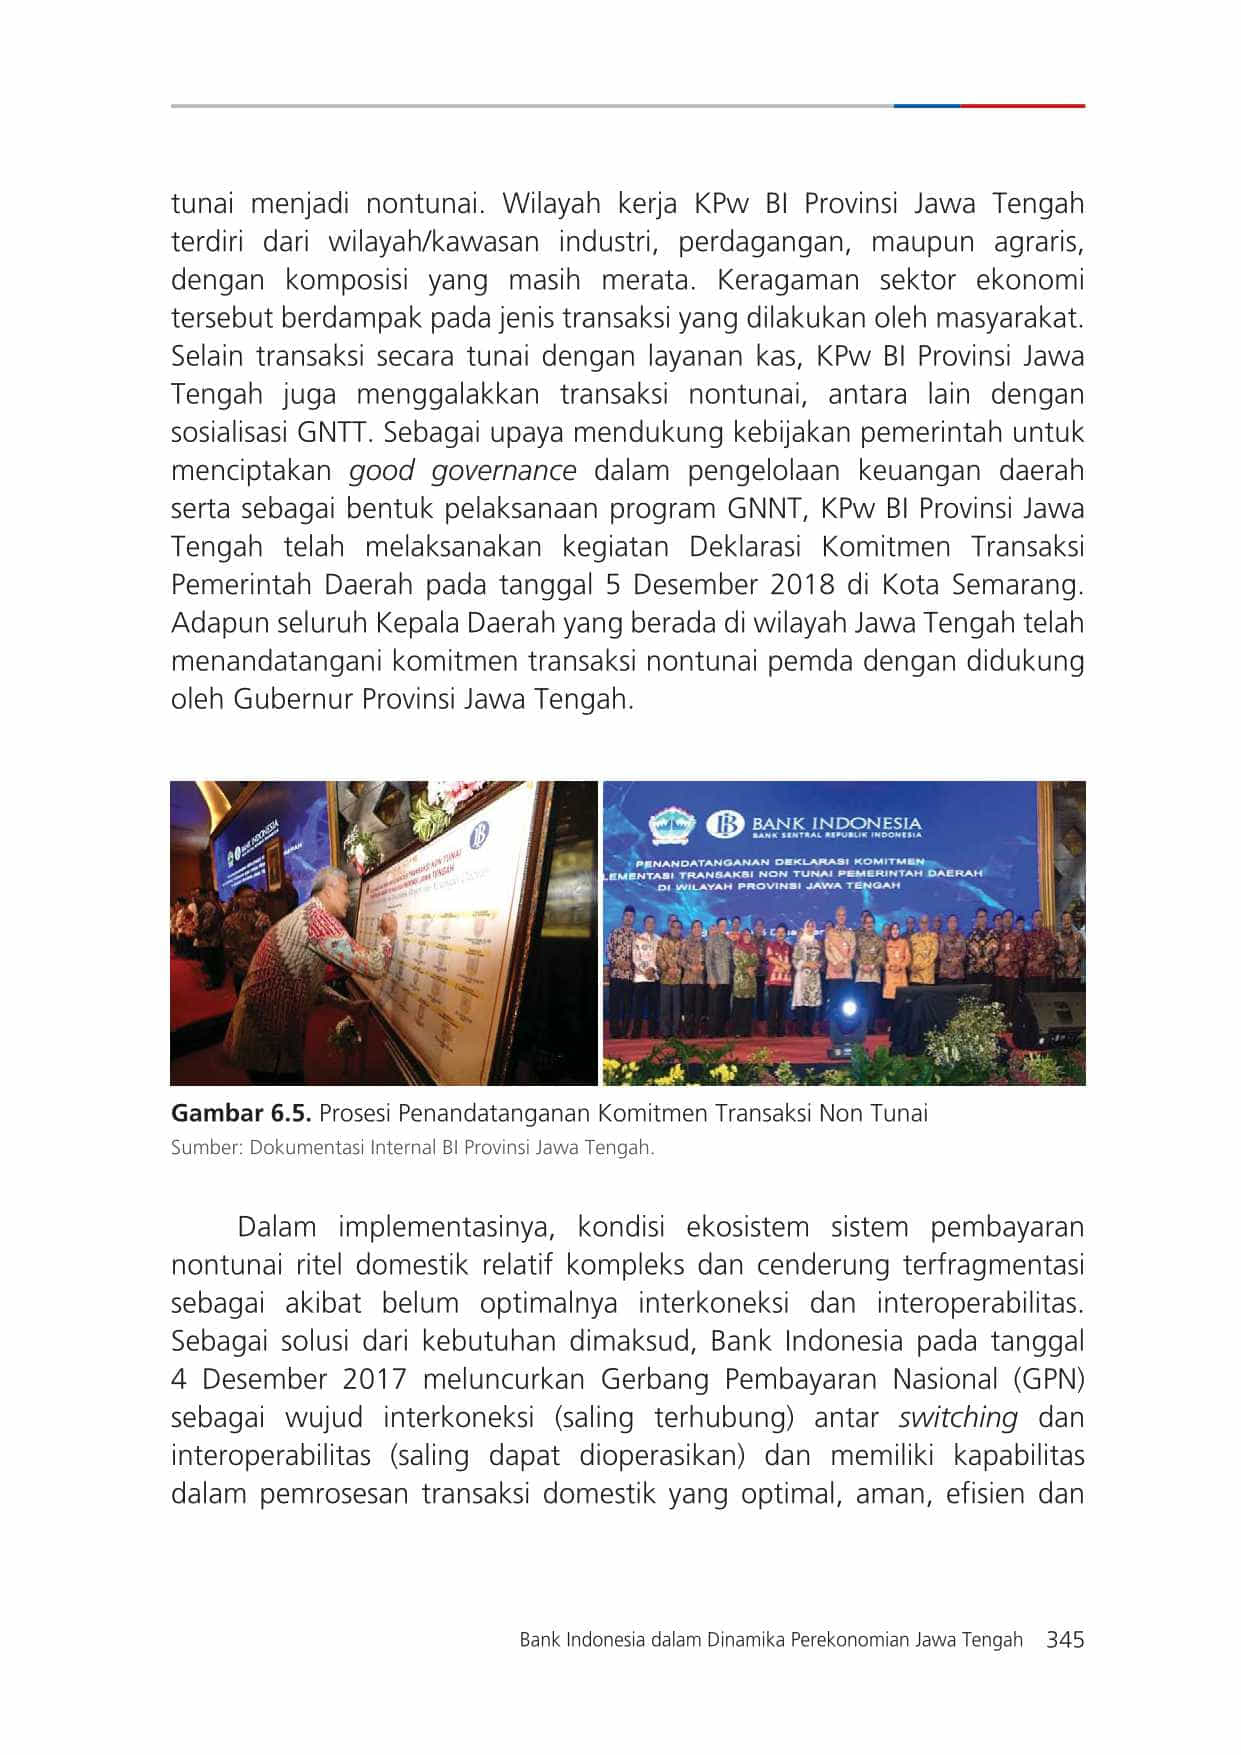 tunai menjadi nontunai. Wilayah kerja KPw BI Provinsi Jawa Tengah
terdiri dari wilayah/kawasan industri, perdagangan, maupun agraris,
dengan komposisi yang masih merata. Keragaman sektor ekonomi
tersebut berdampak pada jenis transaksi yang dilakukan oleh masyarakat.
Selain transaksi secara tunai dengan layanan kas, KPw BI Provinsi Jawa
Tengah juga menggalakkan transaksi nontunai, antara lain dengan
sosialisasi GNTT. Sebagai upaya mendukung kebijakan pemerintah untuk
menciptakan good governance dalam pengelolaan keuangan daerah
serta sebagai bentuk pelaksanaan program GNNT, KPw BI Provinsi Jawa
Tengah telah melaksanakan kegiatan Deklarasi Komitmen Transaksi
Pemerintah Daerah pada tanggal 5 Desember 2018 di Kota Semarang.
Adapun seluruh Kepala Daerah yang berada di wilayah Jawa Tengah telah
menandatangani komitmen transaksi nontunai pemda dengan didukung
oleh Gubernur Provinsi Jawa Tengah.
BANK INDONESIA
BANK INDONESIA
BANK SENTRAL REPUBLIK INDONESIA
PENANDATANGANAN DEKLARASI KOMITMEN
LEMENTASI TRANSAKSI NON TUNAI PEMERINTAH DAERAH
DI WILAYAH PROVINSI JAWA TENGAH
Gambar 6.5. Prosesi Penandatanganan Komitmen Transaksi Non Tunai
Sumber: Dokumentasi Internal BI Provinsi Jawa Tengah.
Dalam implementasinya, kondisi ekosistem sistem pembayaran
nontunai ritel domestik relatif kompleks dan cenderung terfragmentasi
sebagai akibat belum optimalnya interkoneksi dan interoperabilitas.
Sebagai solusi dari kebutuhan dimaksud, Bank Indonesia pada tanggal
4 Desember 2017 meluncurkan Gerbang Pembayaran Nasional (GPN)
sebagai wujud interkoneksi (saling terhubung) antar switching dan
interoperabilitas (saling dapat dioperasikan) dan memiliki kapabilitas
dalam pemrosesan transaksi domestik yang optimal, aman, efisien dan
Bank Indonesia dalam Dinamika Perekonomian Jawa Tengah 345